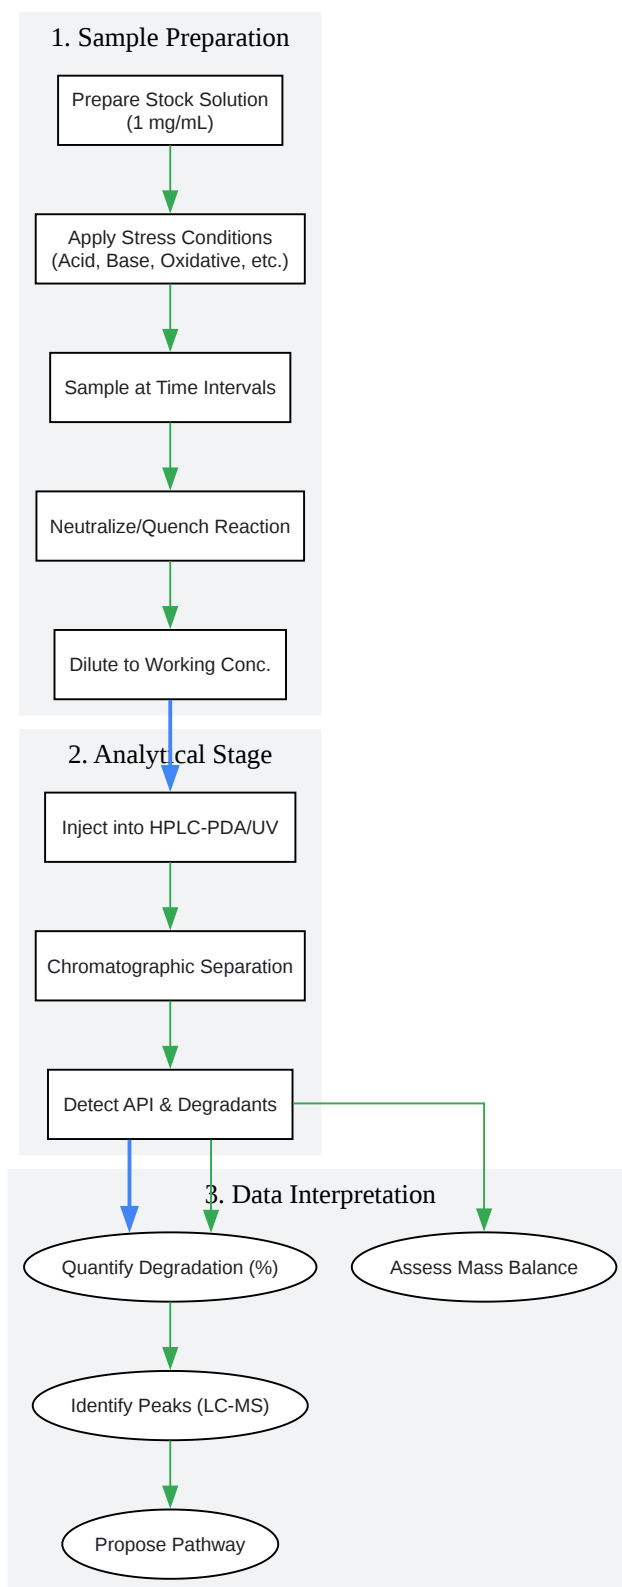 1. Sample Preparation
Prepare Stock Solution
(1 mg/mL)
Apply Stress Conditions
(Acid, Base, Oxidative, etc.)
Sample at Time Intervals
Neutralize/Quench Reaction
Dilute to Working Conc.
2. Analytical Stage
Inject into HPLC-PDA/UV
Chromatographic Separation
Detect API & Degradants
3. Data Interpretation
Quantify Degradation (%)
Assess Mass Balance
Identify Peaks (LC-MS)
Propose Pathway